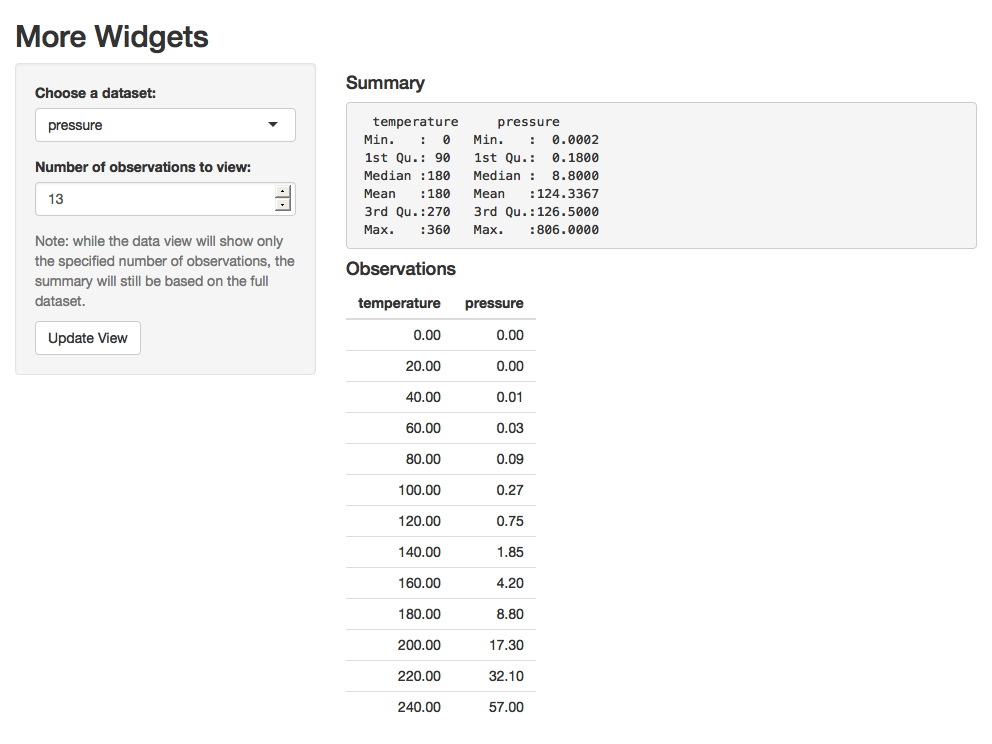 More Widgets
Choose a dataset:
pressure
Number of observations to view:
13
Note: while the data view will show only
the specified number of observations, the
summary will still be based on the full
dataset.
Update View
Summary
temperature pressure
Min. : 0 Min. : 0.0002
1st Qu.: 90 1st Qu.: 0.1800
Median :180 Median : 8.8000
Mean :180 Mean :124.3367
3rd Qu.:270 3rd Qu.:126.5000
Max. :360 Max. :806.0000
Observations
temperature pressure
0.00 0.00
20.00 0.00
40.00 0.01
60.00 0.03
80.00 0.09
100.00 0.27
120.00 0.75
140.00 1.85
160.00 4.20
180.00 8.80
200.00 17.30
220.00 32.10
240.00 57.00